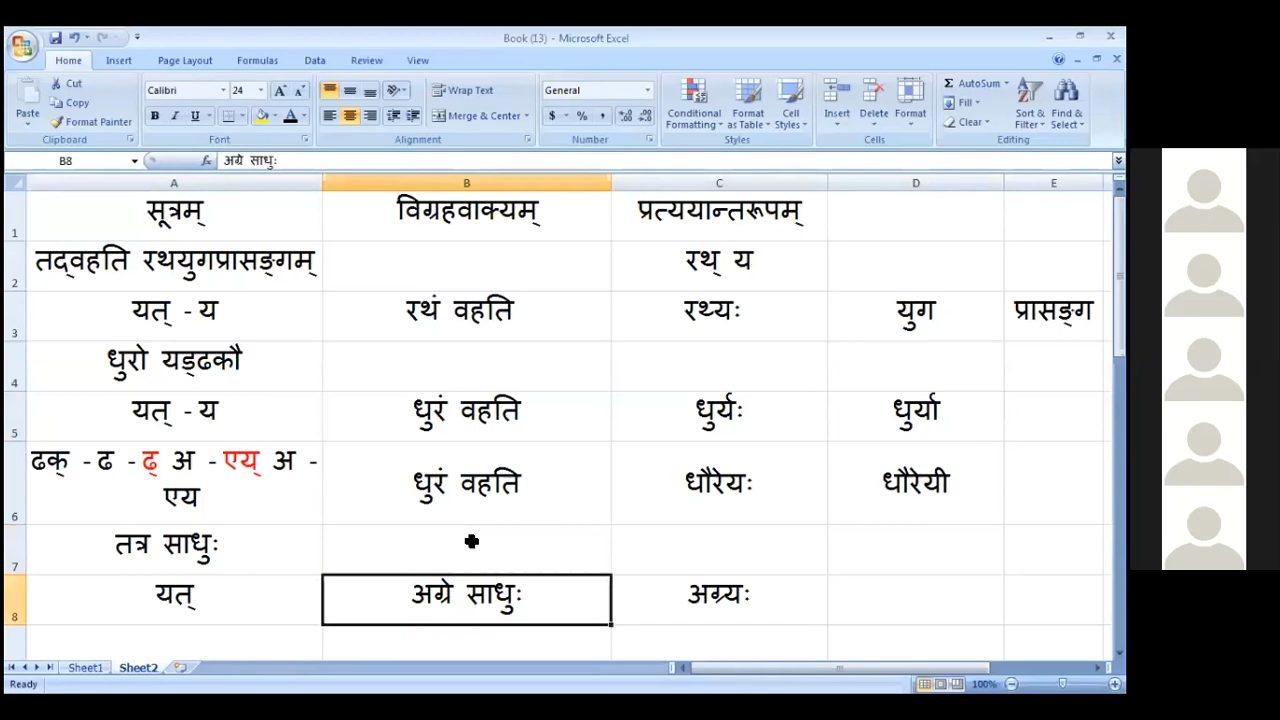 Book (13) - Microsoft Excel
Home Insert Page Layout Formulas Data Review View
Paste
Cut
Copy
Format Painter
Clipboard
Calibri 24
B I U
Font
Wrap Text
Merge & Center
Alignment
General
$ % ,
Number
Conditional Formatting
Format as Table
Cell Styles
Styles
Insert Delete Format
Cells
AutoSum
Fill
Clear
Sort & Filter
Find & Select
Editing
B8 fx अग्रे साधुः
A B C D E
1 सूत्रम् विग्रहवाक्यम् प्रत्ययान्तरूपम्
2 तद्वहति रथयुगप्रासङ्गम् रथ् य
3 यत् - य रथं वहति रथ्यः युग प्रासङ्ग
4 धुरो यड्ढकौ
5 यत् - य धुरं वहति धुर्यः धुर्या
ढक् - ढ - ढ् अ - एय् अ -
6 एय धुरं वहति धौरेयः धौरेयी
7 तत्र साधुः
8 यत् अग्रे साधुः अग्र्यः
Sheet1 Sheet2
Ready 100%